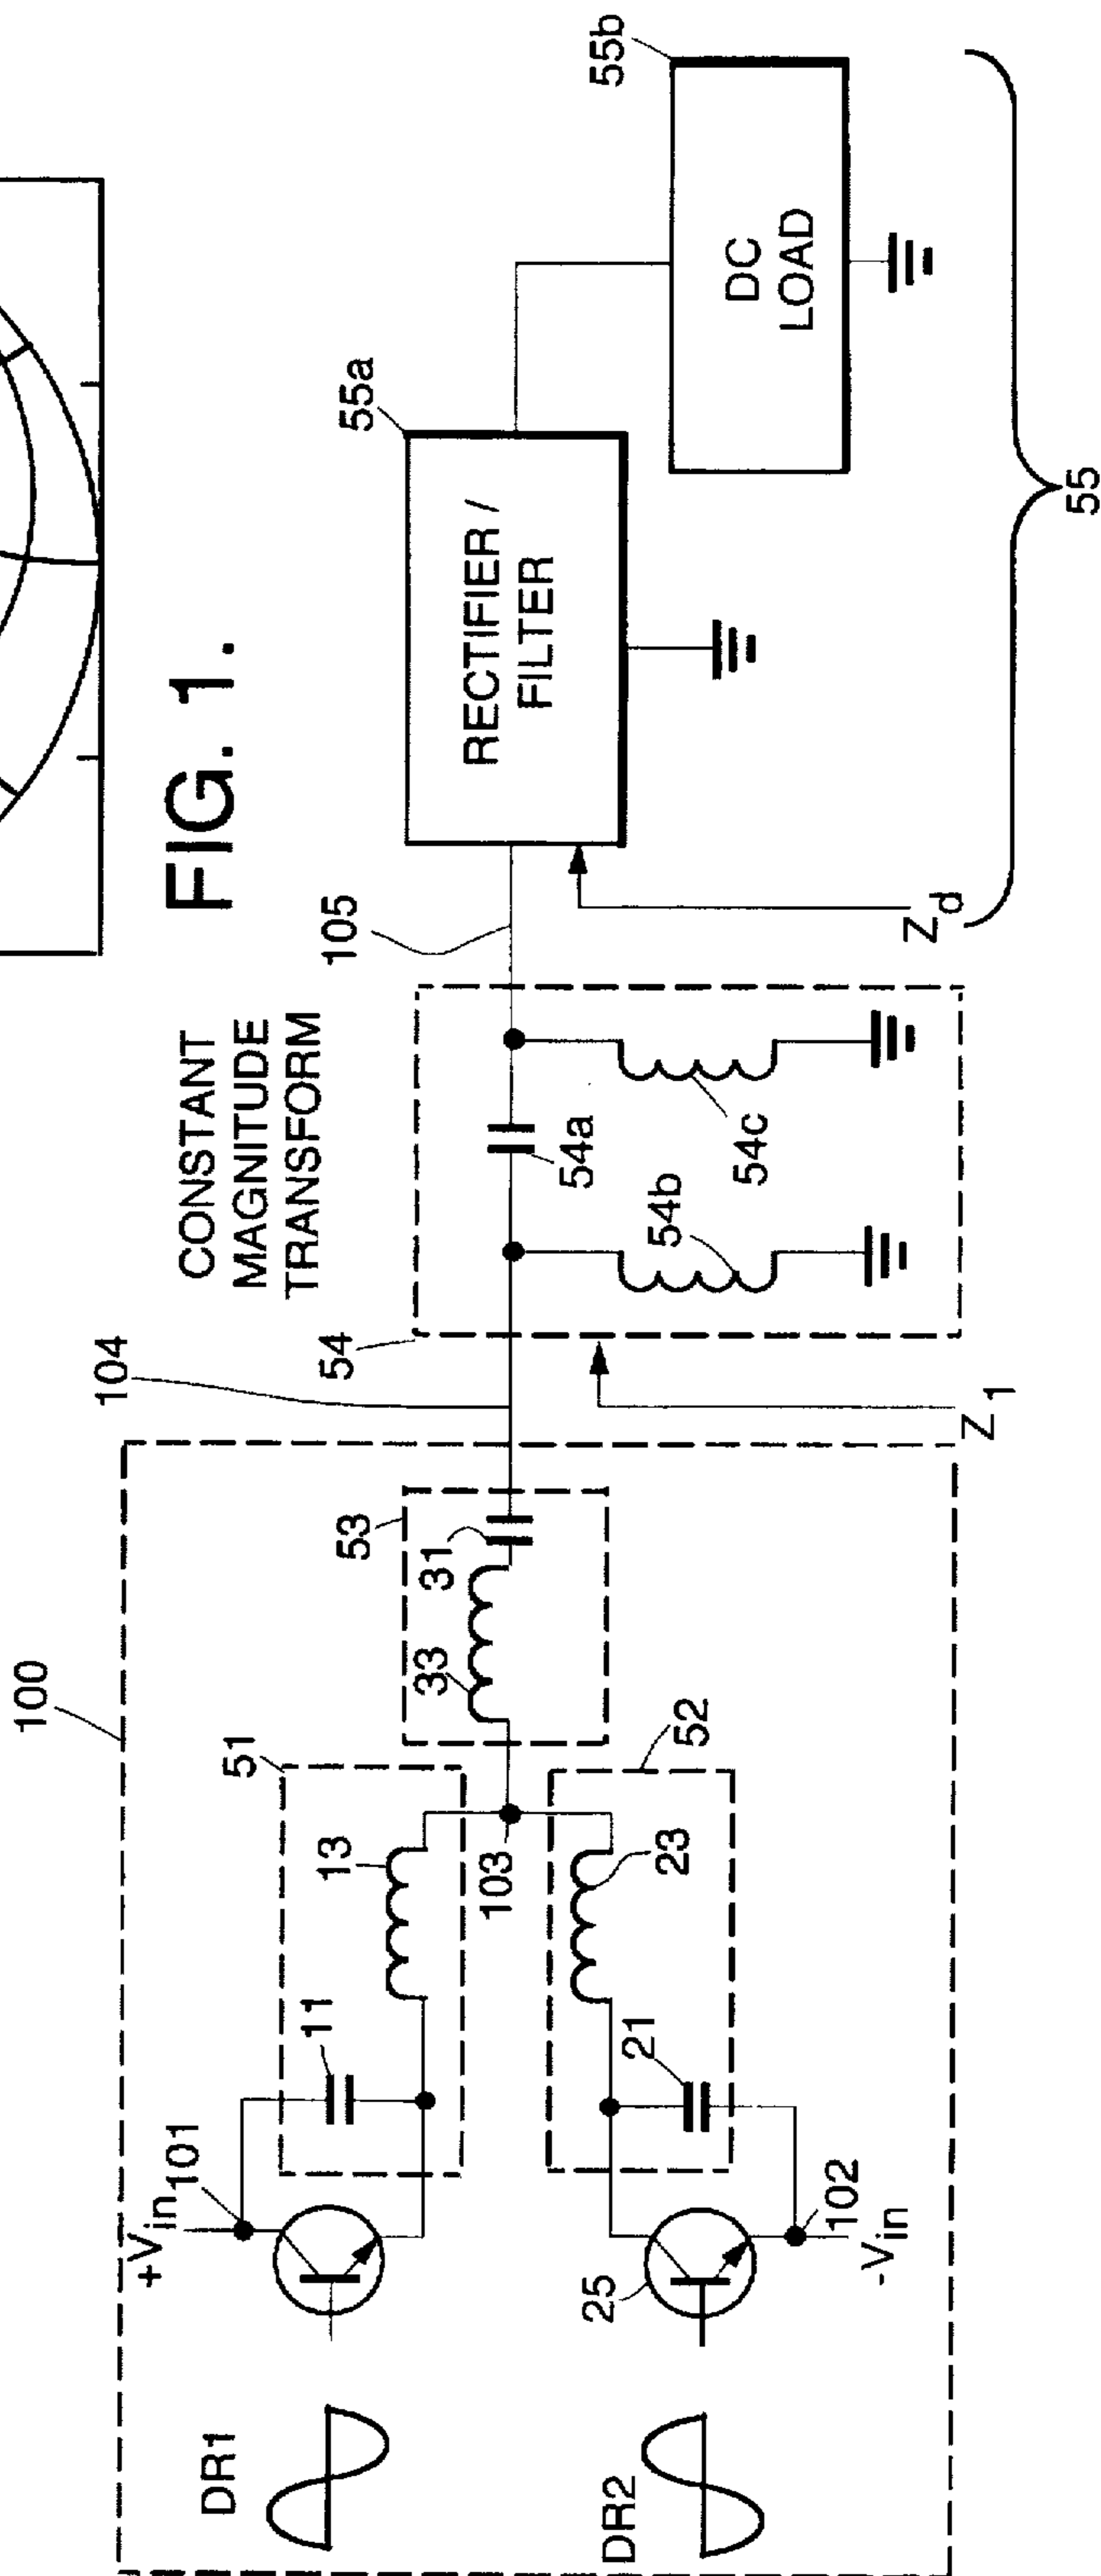 FIG. 1.
100
DR1
DR2
+Vin
101
11
51
13
103
25
-Vin
102
21
23
52
53
33
31
104
Z1
CONSTANT
MAGNITUDE
TRANSFORM
54
54a
54b
54c
105
Zd
55a
RECTIFIER /
FILTER
55b
DC
LOAD
55